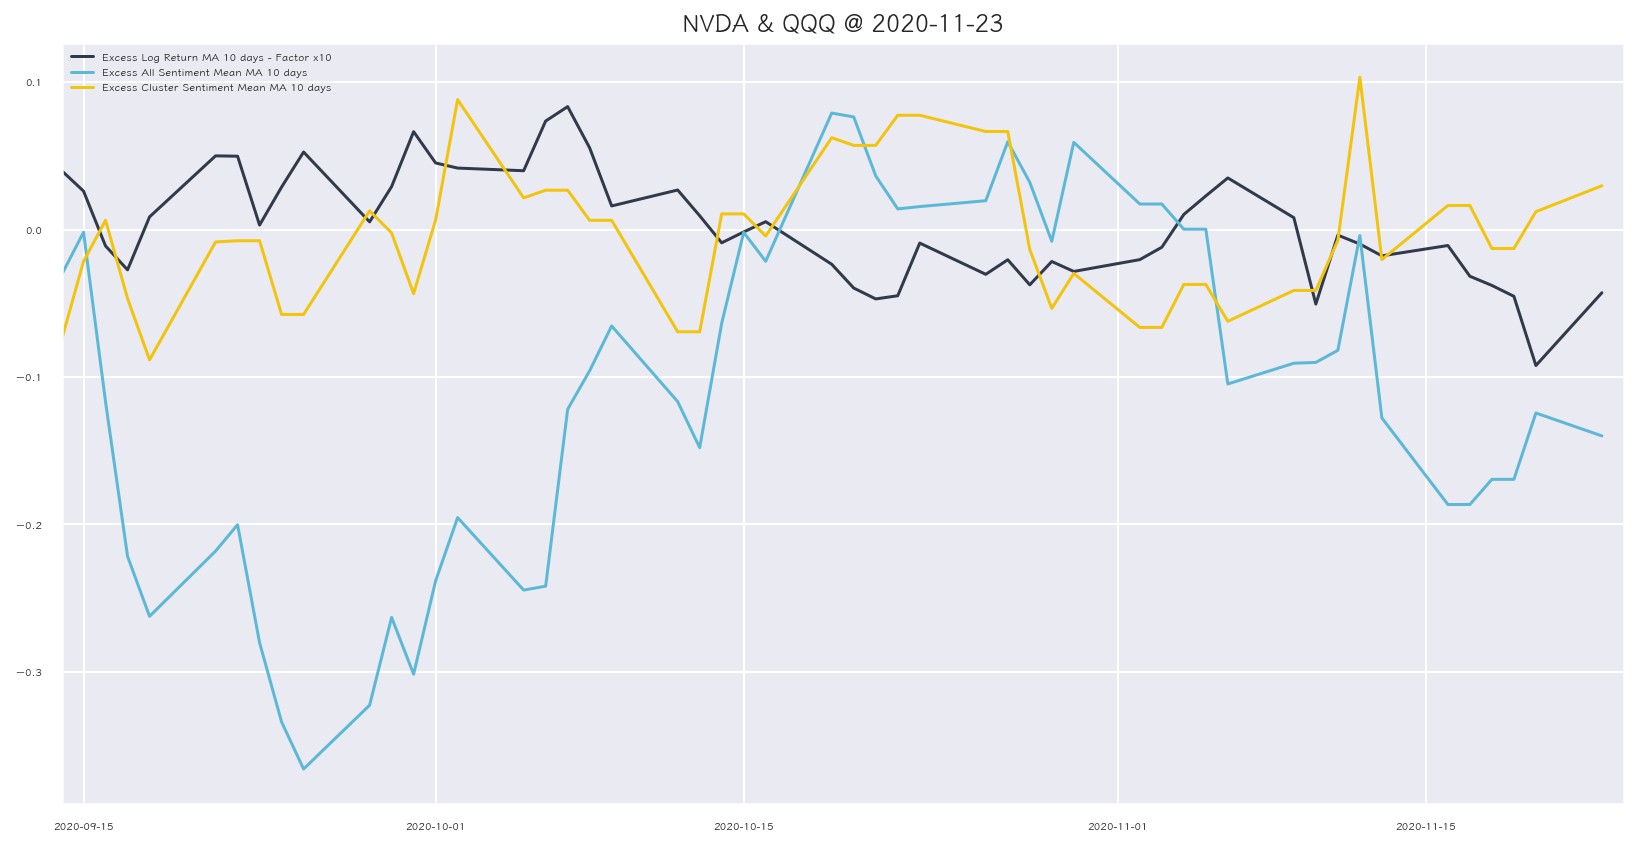 NVDA & QQQ @ 2020-11-23
Excess Log Return MA 10 days - Factor x10
Excess All Sentiment Mean MA 10 days
Excess Cluster Sentiment Mean MA 10 days
0.1
0.0
−0.1
−0.2
−0.3
2020-09-15 2020-10-01 2020-10-15 2020-11-01 2020-11-15